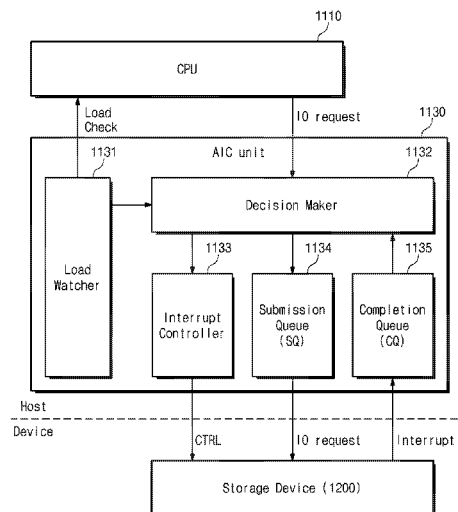 1110
CPU
Load
Check
IO request
1130
AIC unit
1131
1132
Decision Maker
Load
Watcher
1133
1134
1135
Interrupt
Controller
Submission
Queue
(SQ)
Completion
Queue
(CQ)
Host
Device
CTRL
IO request
Interrupt
Storage Device (1200)